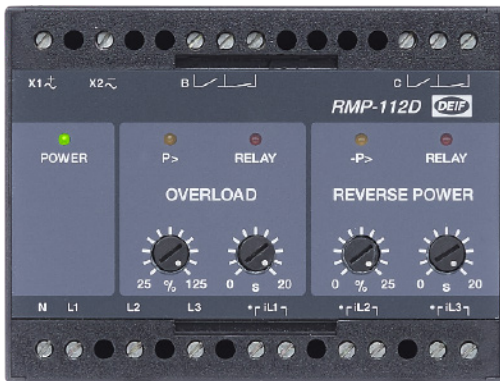 X1 X2 B C
RMP-112D DEIF
POWER P> RELAY -P> RELAY
OVERLOAD REVERSE POWER
25 % 125 0 s 20 0 % 25 0 s 20
N L1 L2 L3 iL1 iL2 iL3